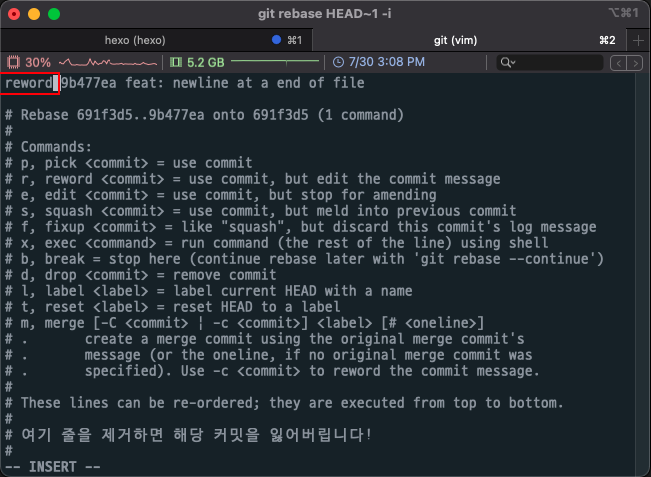 git rebase HEAD~1 -i
⌥⌘1
hexo (hexo)
⌘1
git (vim)
⌘2
30%
5.2 GB
7/30 3:08 PM
reword 9b477ea feat: newline at a end of file
# Rebase 691f3d5..9b477ea onto 691f3d5 (1 command)
#
# Commands:
# p, pick <commit> = use commit
# r, reword <commit> = use commit, but edit the commit message
# e, edit <commit> = use commit, but stop for amending
# s, squash <commit> = use commit, but meld into previous commit
# f, fixup <commit> = like "squash", but discard this commit's log message
# x, exec <command> = run command (the rest of the line) using shell
# b, break = stop here (continue rebase later with 'git rebase --continue')
# d, drop <commit> = remove commit
# l, label <label> = label current HEAD with a name
# t, reset <label> = reset HEAD to a label
# m, merge [-C <commit> | -c <commit>] <label> [# <oneline>]
# . create a merge commit using the original merge commit's
# . message (or the oneline, if no original merge commit was
# . specified). Use -c <commit> to reword the commit message.
#
# These lines can be re-ordered; they are executed from top to bottom.
#
# 여기 줄을 제거하면 해당 커밋을 잃어버립니다!
#
-- INSERT --